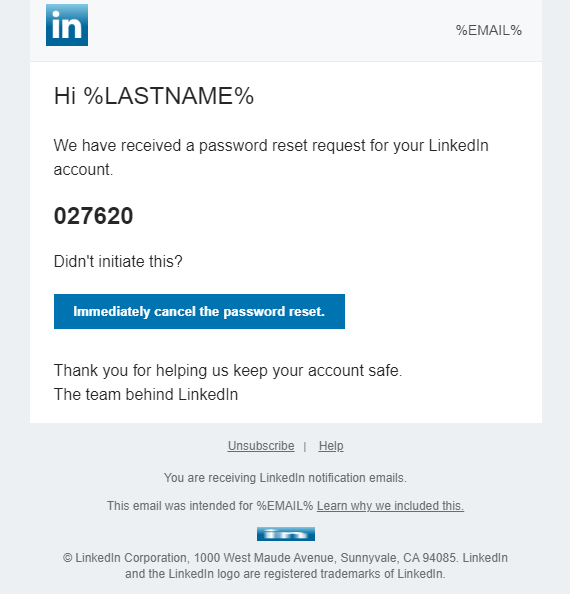 in
%EMAIL%
Hi %LASTNAME%
We have received a password reset request for your LinkedIn
account.
027620
Didn't initiate this?
Immediately cancel the password reset.
Thank you for helping us keep your account safe.
The team behind LinkedIn
Unsubscribe | Help
You are receiving LinkedIn notification emails.
This email was intended for %EMAIL% Learn why we included this.
in
© LinkedIn Corporation, 1000 West Maude Avenue, Sunnyvale, CA 94085. LinkedIn
and the LinkedIn logo are registered trademarks of LinkedIn.